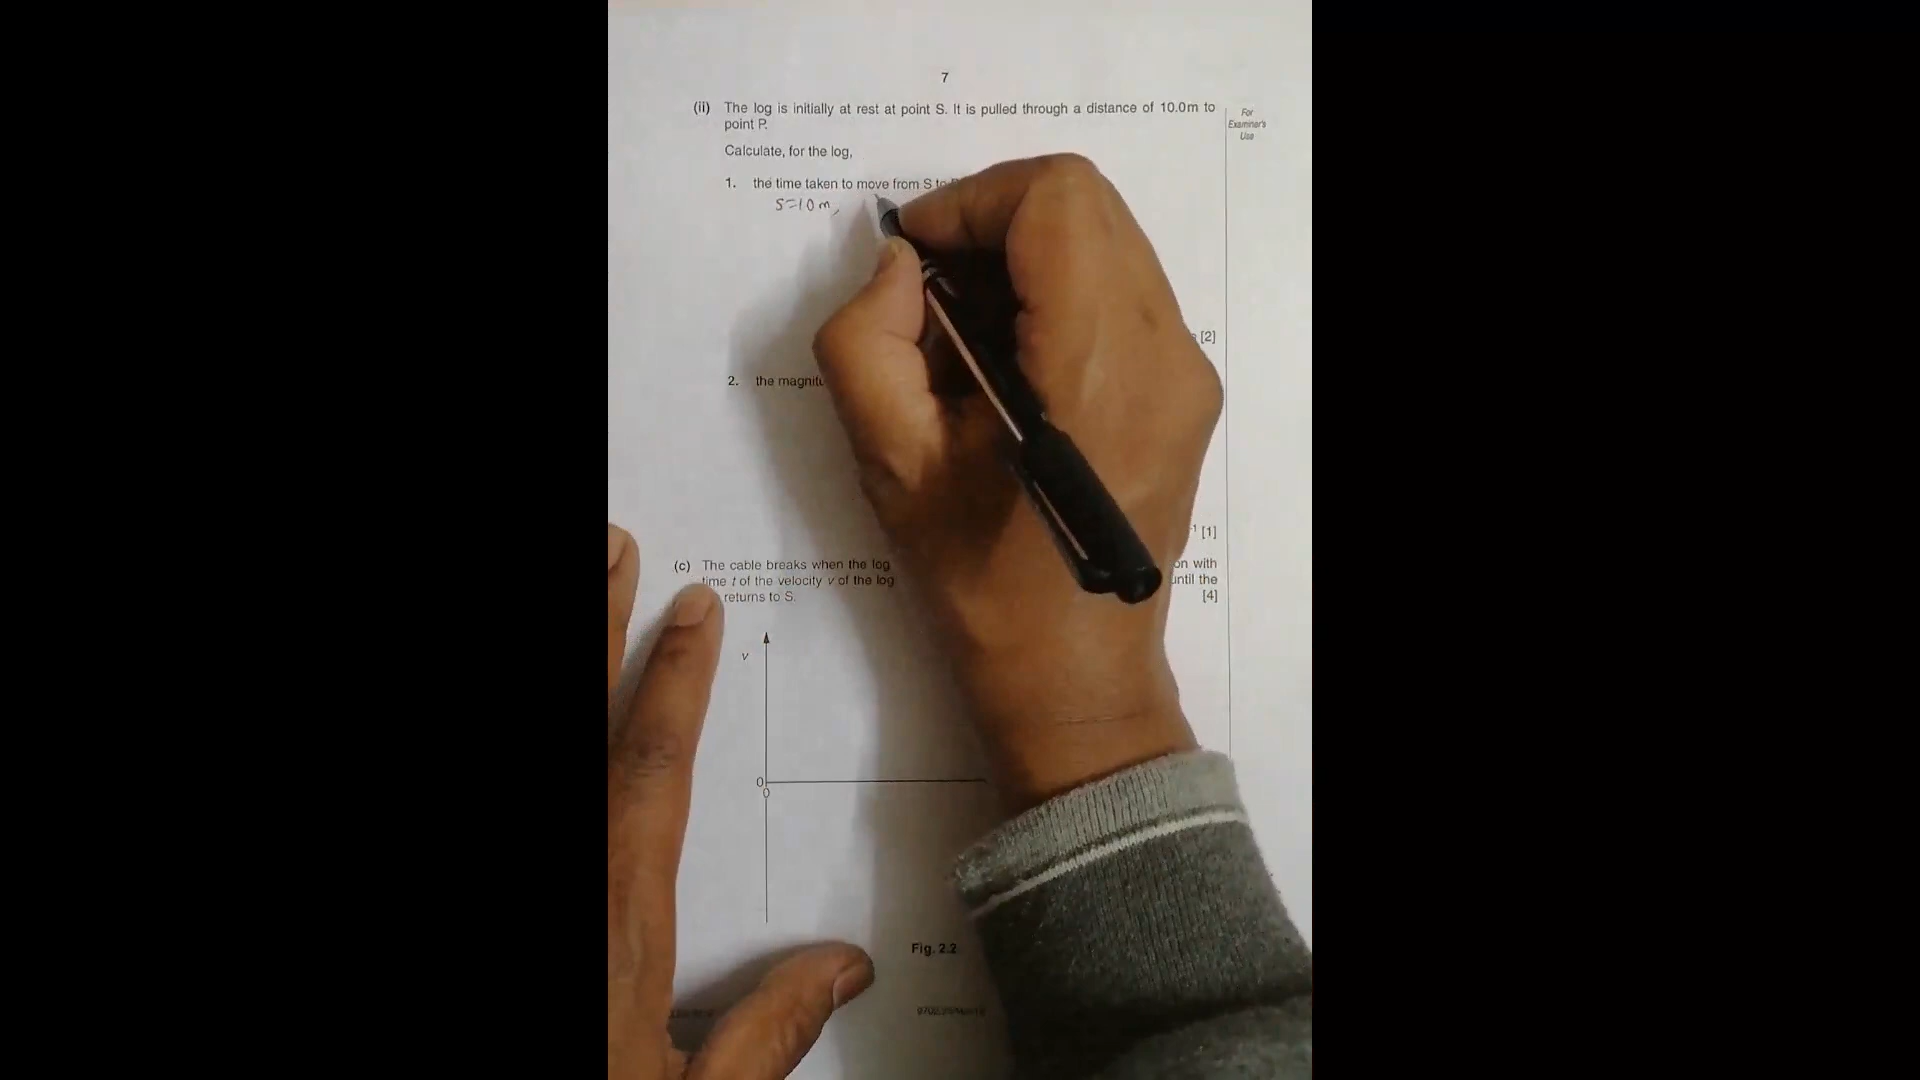 7
(ii) The log is initially at rest at point S. It is pulled through a distance of 10.0m to
point P.
For
Examiner's
Use
Calculate, for the log,
1. the time taken to move from S to
S=10m,
[2]
2. the
-1 [1]
(c) The cable breaks when the log
on with
time t of the velocity v of the log
until the
returns to S.
[4]
v
0
0
Fig. 2.2